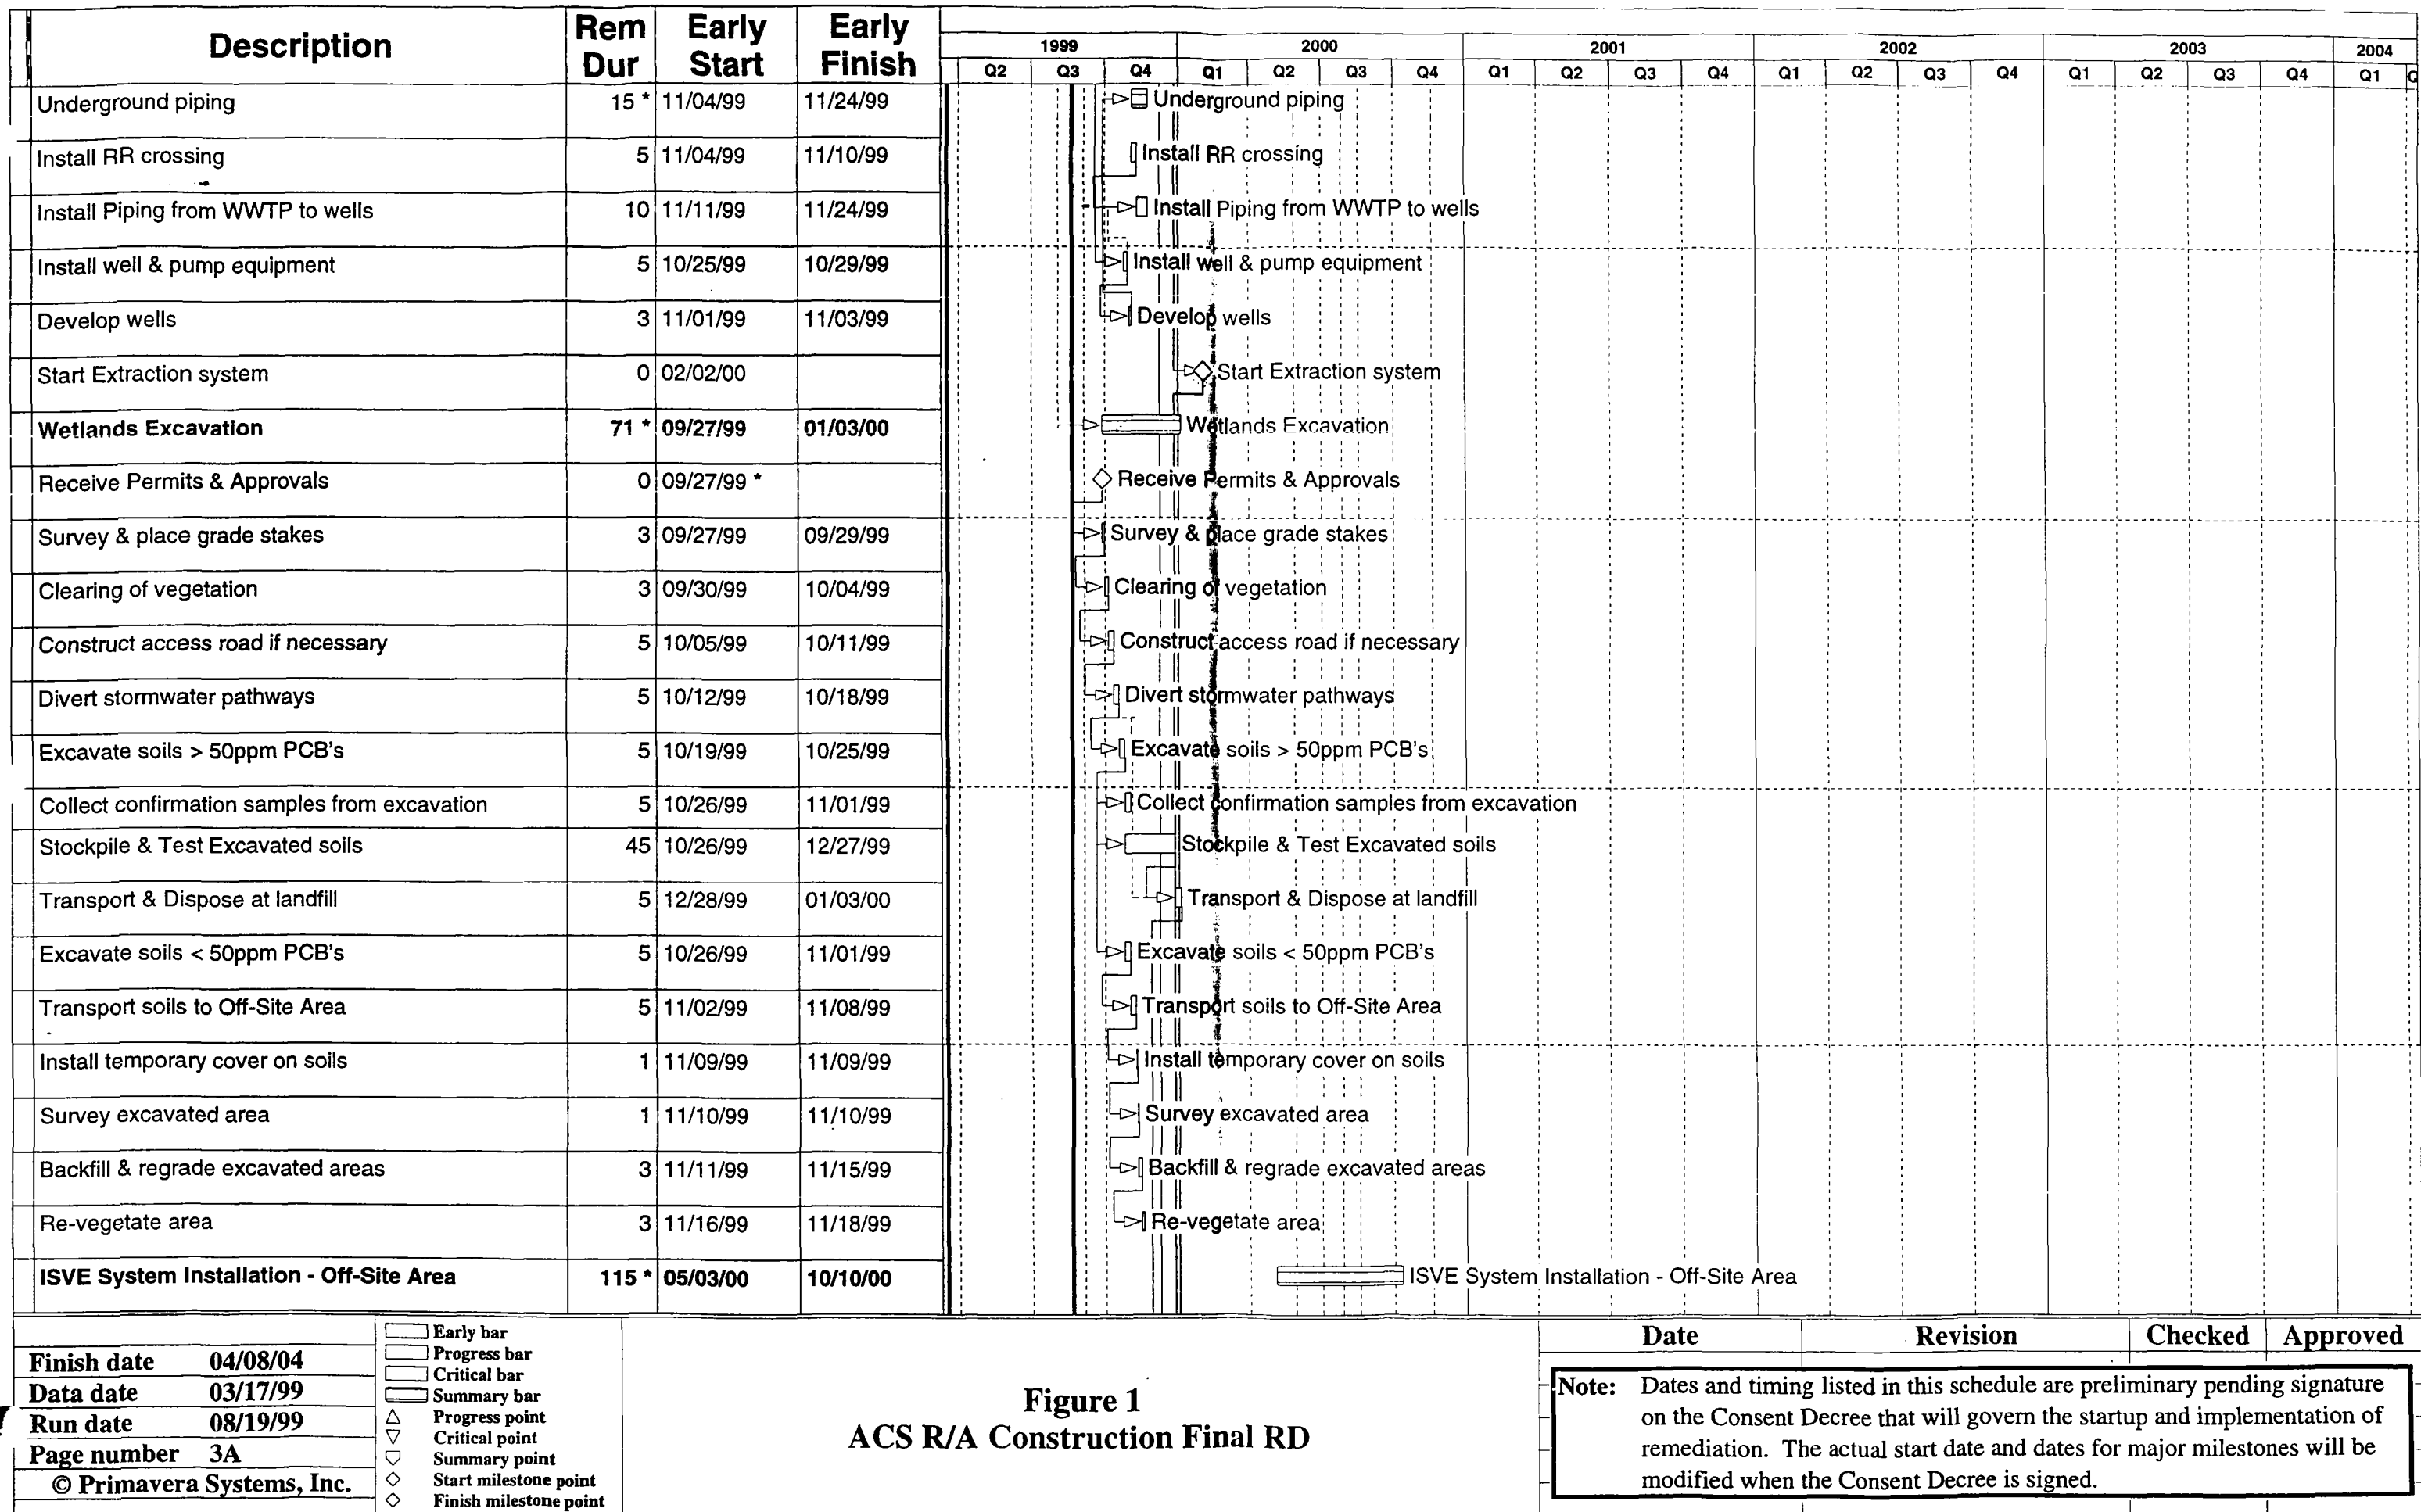 Description Rem Dur Early Start Early Finish
1999 2000 2001 2002 2003 2004
Q2 Q3 Q4 Q1 Q2 Q3 Q4 Q1 Q2 Q3 Q4 Q1 Q2 Q3 Q4 Q1 Q2 Q3 Q4 Q1
Underground piping 15 * 11/04/99 11/24/99 Underground piping
Install RR crossing 5 11/04/99 11/10/99 Install RR crossing
Install Piping from WWTP to wells 10 11/11/99 11/24/99 Install Piping from WWTP to wells
Install well & pump equipment 5 10/25/99 10/29/99 Install well & pump equipment
Develop wells 3 11/01/99 11/03/99 Develop wells
Start Extraction system 0 02/02/00 Start Extraction system
Wetlands Excavation 71 * 09/27/99 01/03/00 Wetlands Excavation
Receive Permits & Approvals 0 09/27/99 * Receive Permits & Approvals
Survey & place grade stakes 3 09/27/99 09/29/99 Survey & place grade stakes
Clearing of vegetation 3 09/30/99 10/04/99 Clearing of vegetation
Construct access road if necessary 5 10/05/99 10/11/99 Construct access road if necessary
Divert stormwater pathways 5 10/12/99 10/18/99 Divert stormwater pathways
Excavate soils > 50ppm PCB's 5 10/19/99 10/25/99 Excavate soils > 50ppm PCB's
Collect confirmation samples from excavation 5 10/26/99 11/01/99 Collect confirmation samples from excavation
Stockpile & Test Excavated soils 45 10/26/99 12/27/99 Stockpile & Test Excavated soils
Transport & Dispose at landfill 5 12/28/99 01/03/00 Transport & Dispose at landfill
Excavate soils < 50ppm PCB's 5 10/26/99 11/01/99 Excavate soils < 50ppm PCB's
Transport soils to Off-Site Area 5 11/02/99 11/08/99 Transport soils to Off-Site Area
Install temporary cover on soils 1 11/09/99 11/09/99 Install temporary cover on soils
Survey excavated area 1 11/10/99 11/10/99 Survey excavated area
Backfill & regrade excavated areas 3 11/11/99 11/15/99 Backfill & regrade excavated areas
Re-vegetate area 3 11/16/99 11/18/99 Re-vegetate area
ISVE System Installation - Off-Site Area 115 * 05/03/00 10/10/00 ISVE System Installation - Off-Site Area
Finish date 04/08/04
Data date 03/17/99
Run date 08/19/99
Page number 3A
© Primavera Systems, Inc.
Early bar
Progress bar
Critical bar
Summary bar
Progress point
Critical point
Summary point
Start milestone point
Finish milestone point
Figure 1
ACS R/A Construction Final RD
Date Revision Checked Approved
Note: Dates and timing listed in this schedule are preliminary pending signature
on the Consent Decree that will govern the startup and implementation of
remediation. The actual start date and dates for major milestones will be
modified when the Consent Decree is signed.